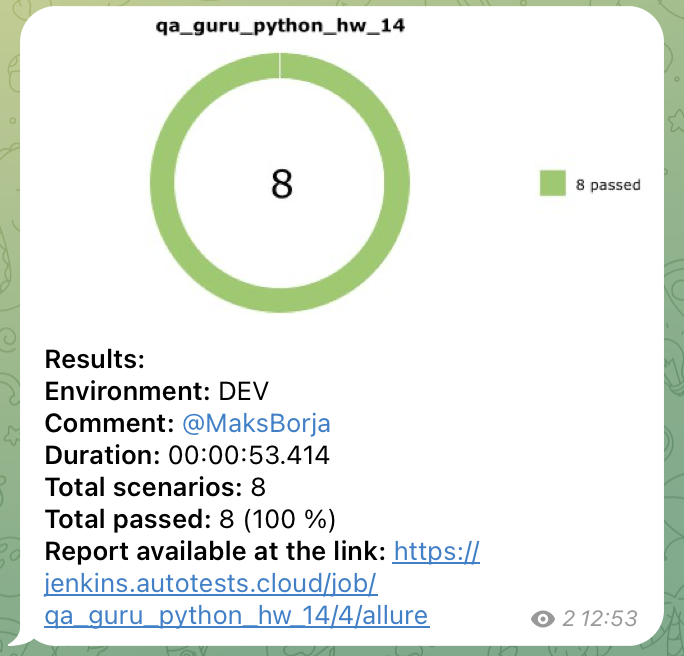 qa_guru_python_hw_14
8
8 passed
Results:
Environment: DEV
Comment: @MaksBorja
Duration: 00:00:53.414
Total scenarios: 8
Total passed: 8 (100 %)
Report available at the link: https://
jenkins.autotests.cloud/job/
qa_guru_python_hw_14/4/allure
2 12:53